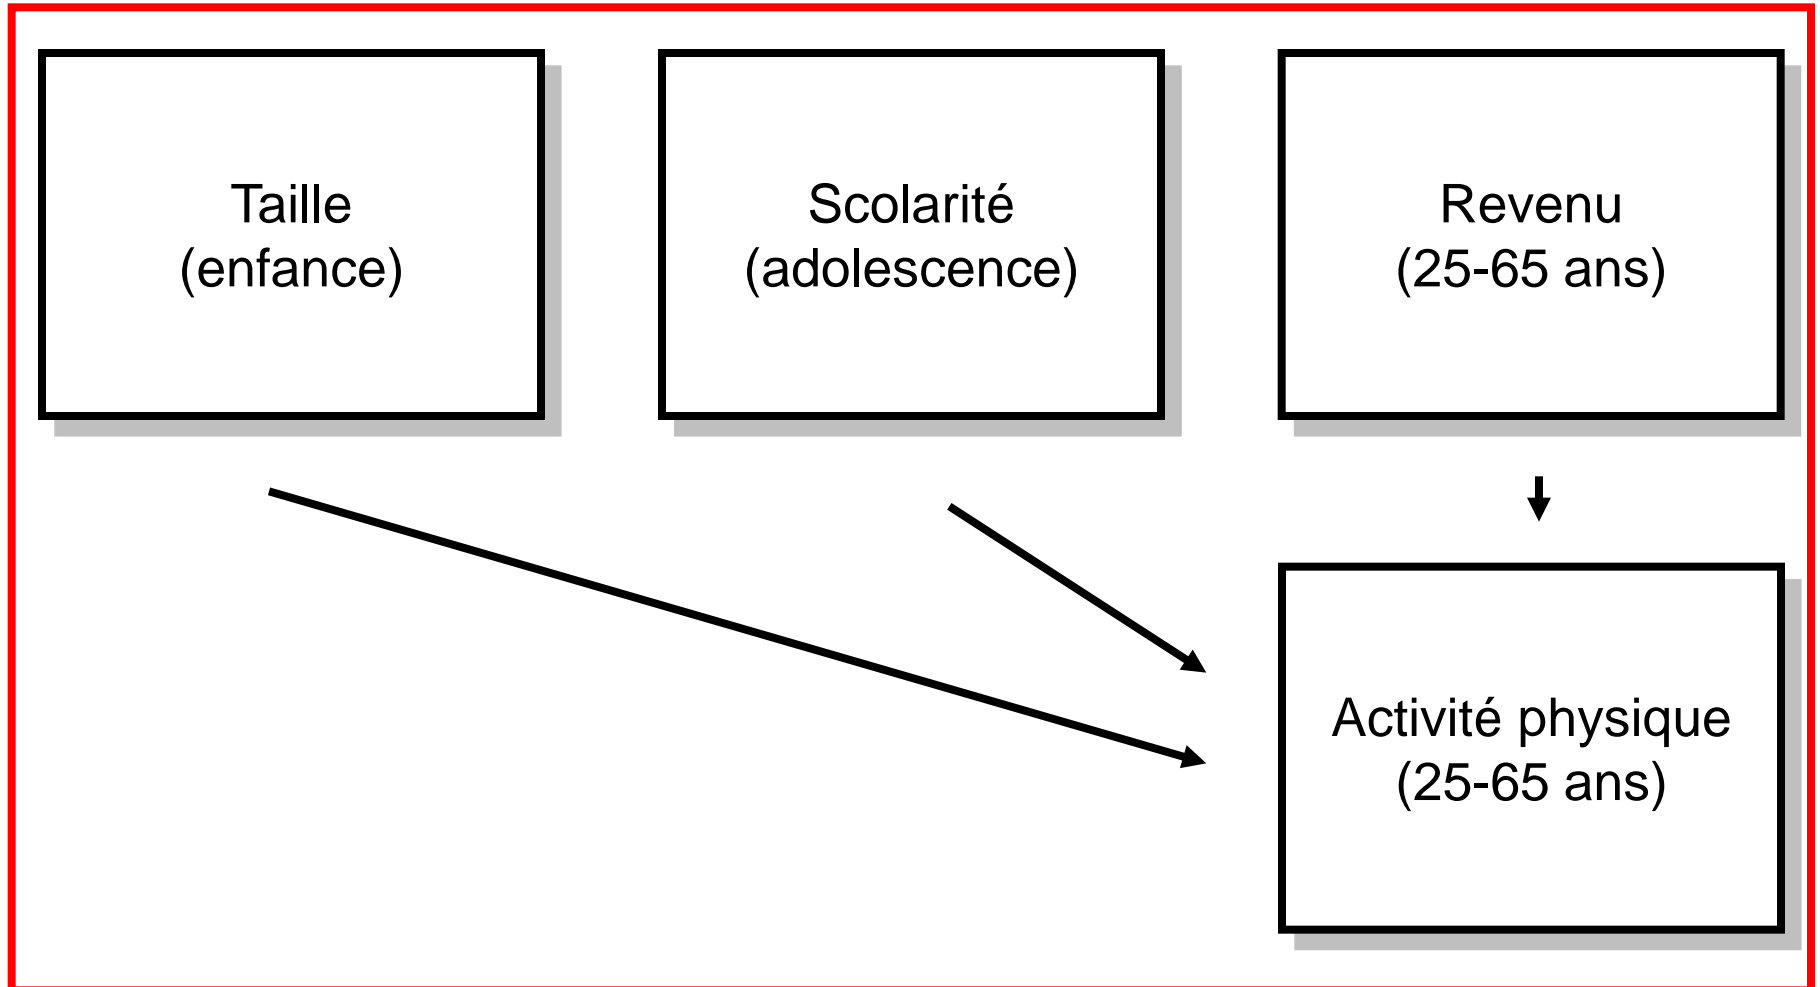 Taille
(enfance)
Scolarité
(adolescence)
Revenu
(25-65 ans)
Activité physique
(25-65 ans)